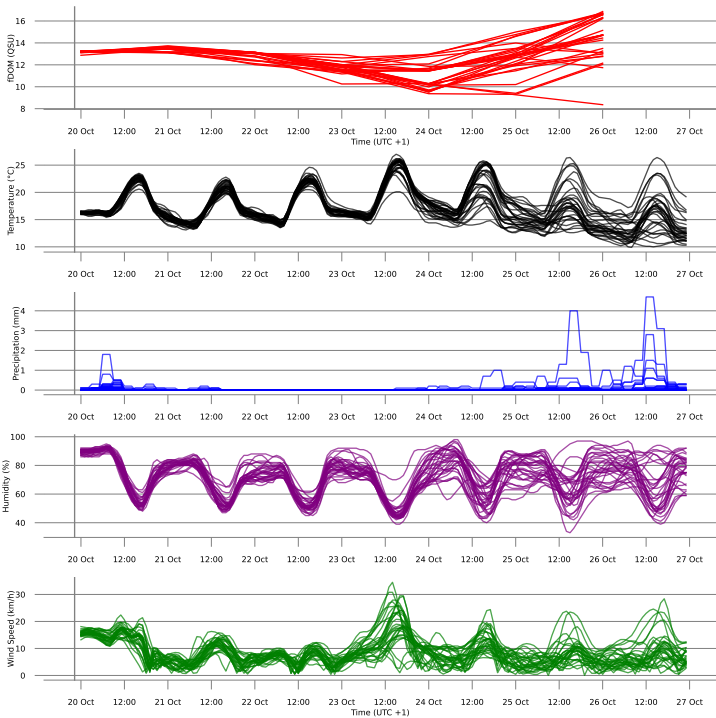 fDOM (QSU)
16
14
12
10
8
20 Oct 12:00 21 Oct 12:00 22 Oct 12:00 23 Oct 12:00 24 Oct 12:00 25 Oct 12:00 26 Oct 12:00 27 Oct
Time (UTC +1)
Temperature (°C)
25
20
15
10
20 Oct 12:00 21 Oct 12:00 22 Oct 12:00 23 Oct 12:00 24 Oct 12:00 25 Oct 12:00 26 Oct 12:00 27 Oct
Precipitation (mm)
4
3
2
1
0
20 Oct 12:00 21 Oct 12:00 22 Oct 12:00 23 Oct 12:00 24 Oct 12:00 25 Oct 12:00 26 Oct 12:00 27 Oct
Humidity (%)
100
80
60
40
20 Oct 12:00 21 Oct 12:00 22 Oct 12:00 23 Oct 12:00 24 Oct 12:00 25 Oct 12:00 26 Oct 12:00 27 Oct
Wind Speed (km/h)
30
20
10
0
20 Oct 12:00 21 Oct 12:00 22 Oct 12:00 23 Oct 12:00 24 Oct 12:00 25 Oct 12:00 26 Oct 12:00 27 Oct
Time (UTC +1)